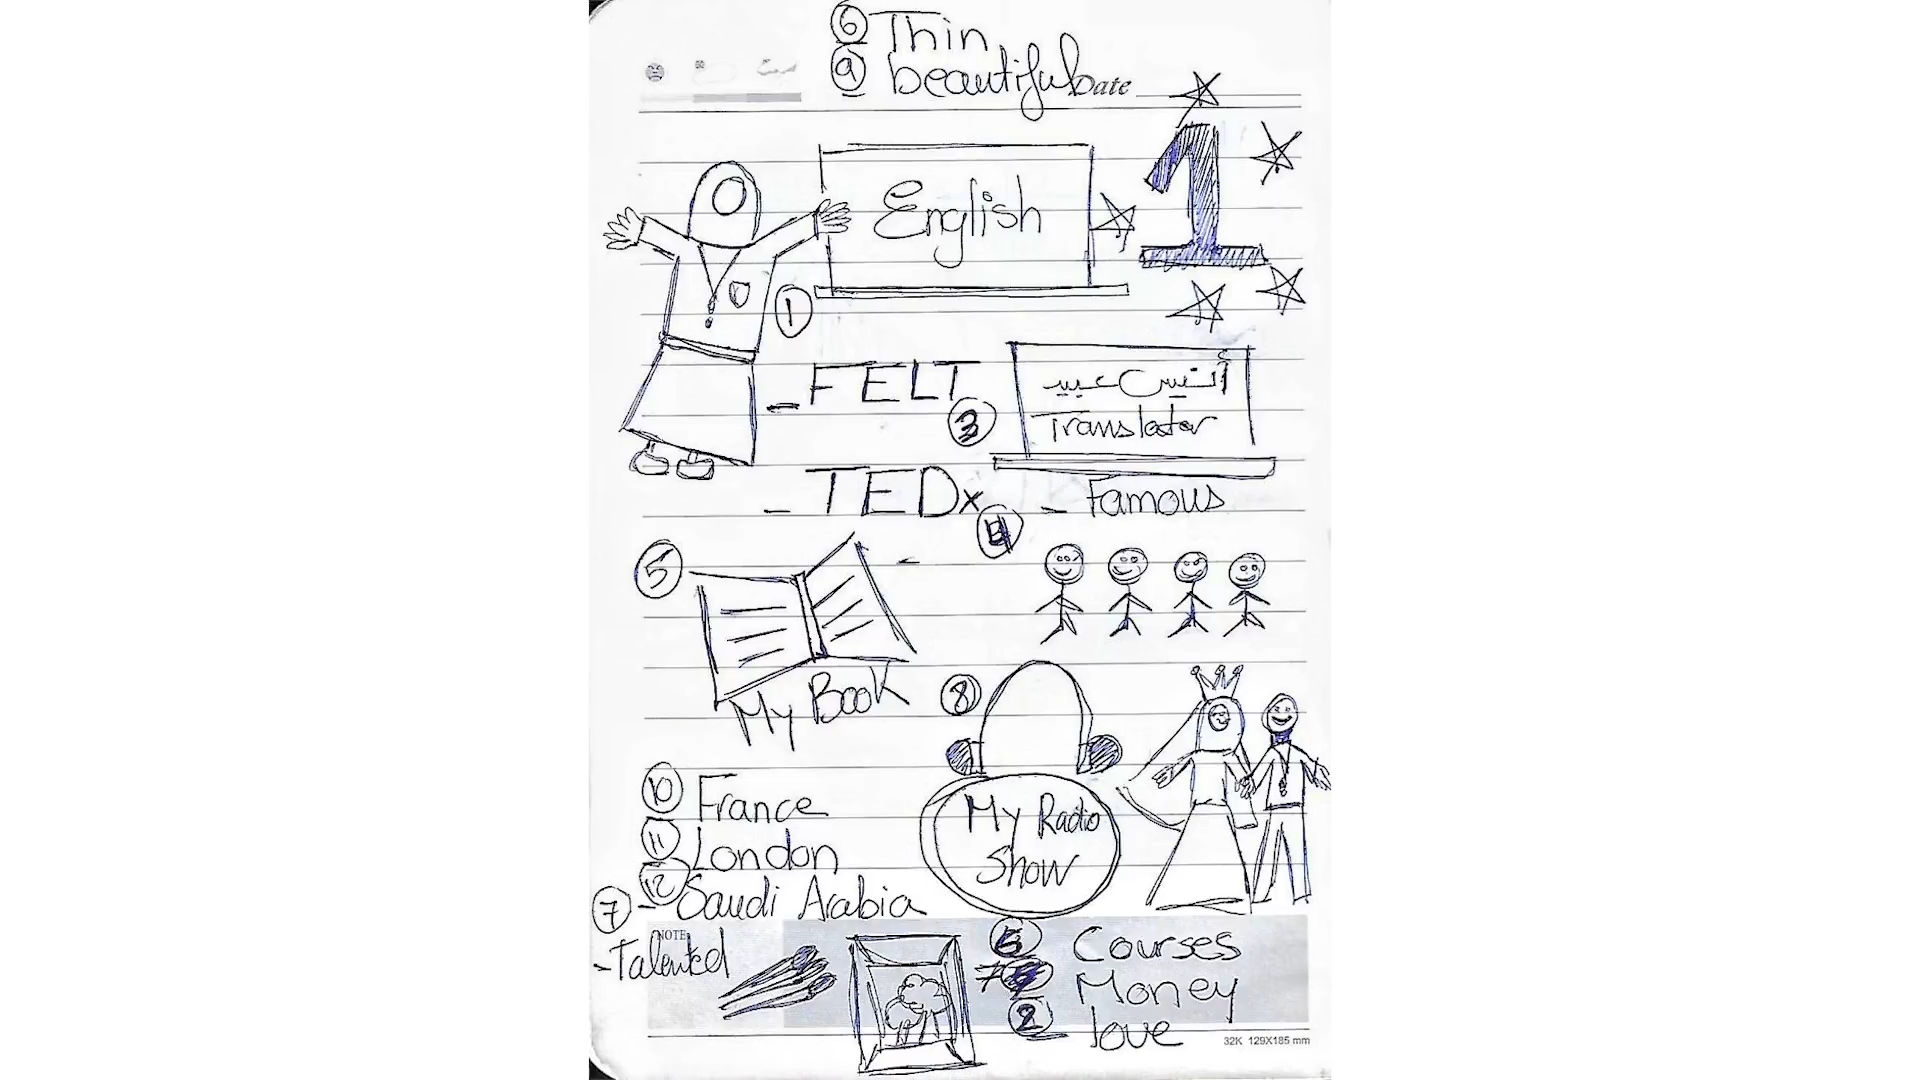 6 Thin
9 beautiful
Date
English
1
1
FELT
3
أنيس عبيد
Translator
TEDx
4
Famous
5
My Book
8
My Radio
Show
10 France
11 London
12 Saudi Arabia
7
NOTE
-Talented
Courses
7 Money
2 love
32K 129X185 mm